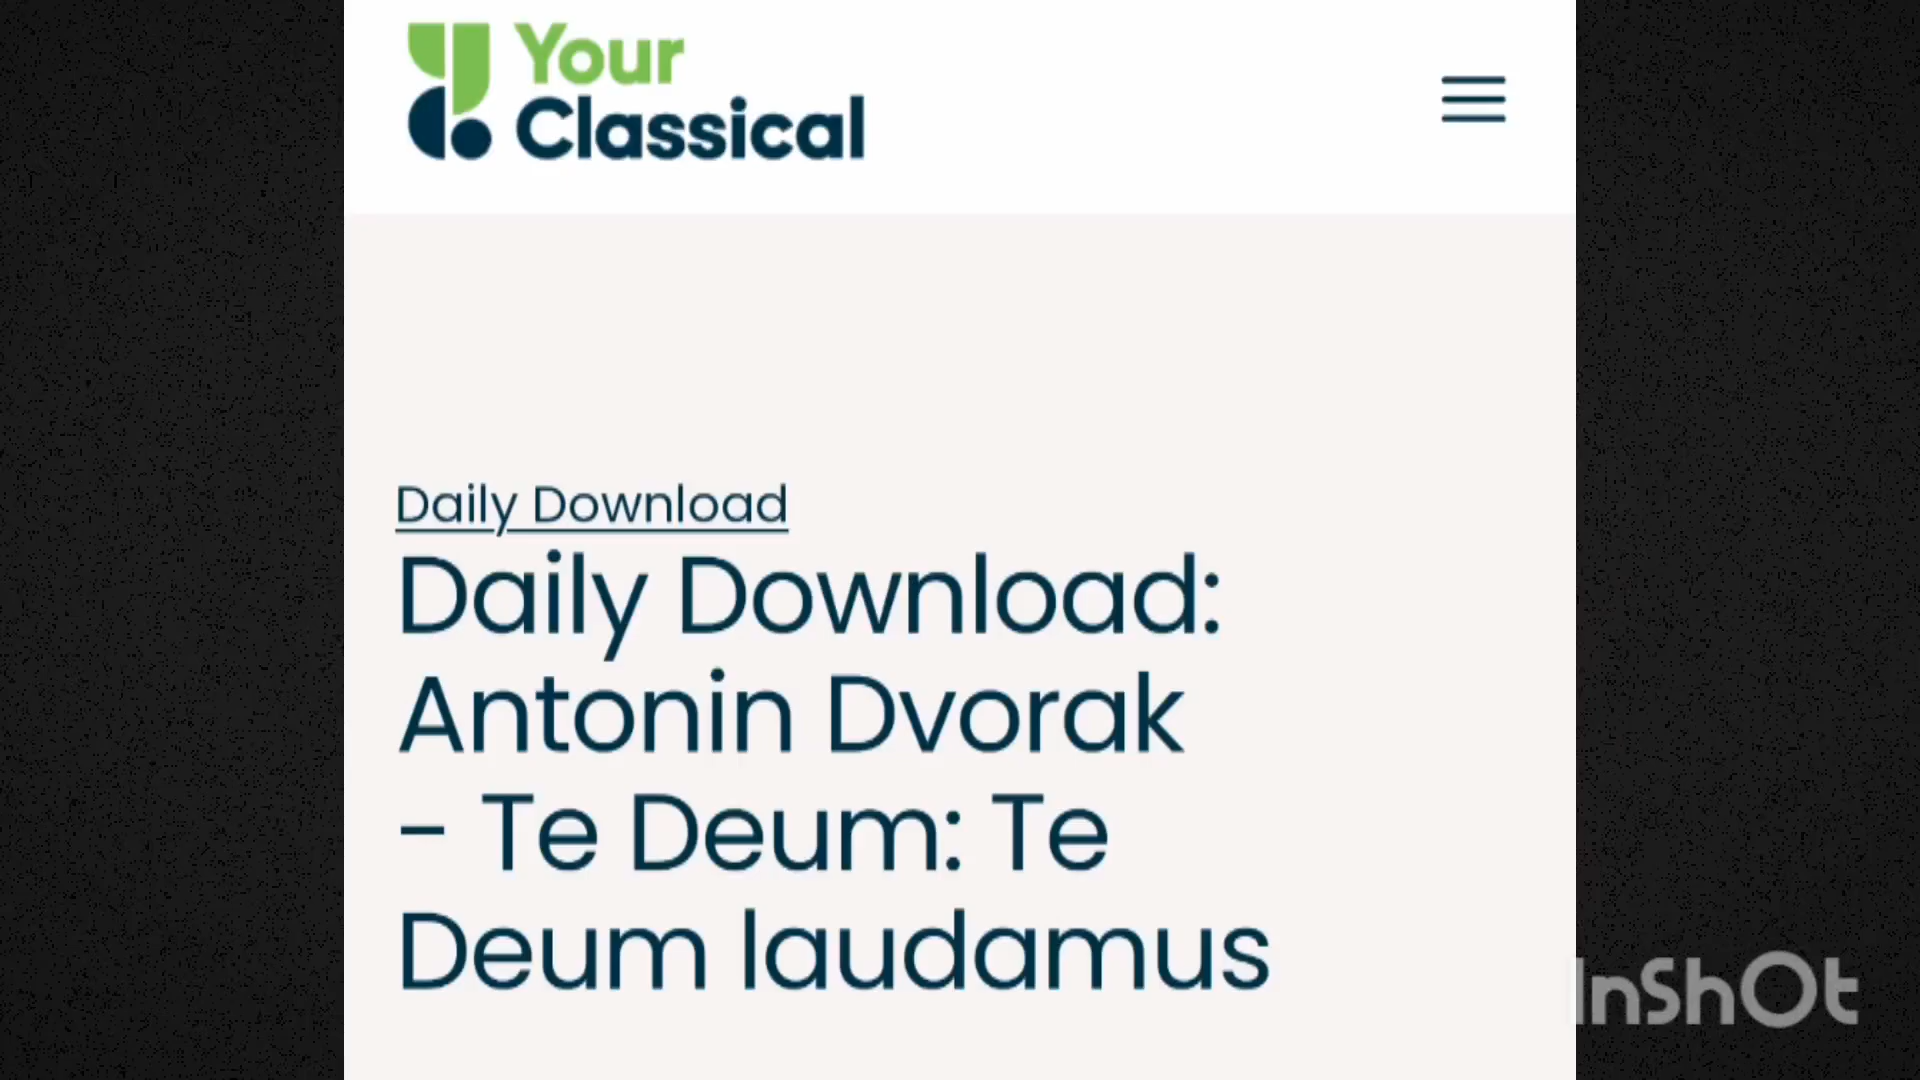 Your
Classical
Daily Download
Daily Download:
Antonin Dvorak
- Te Deum: Te
Deum laudamus
InShOt